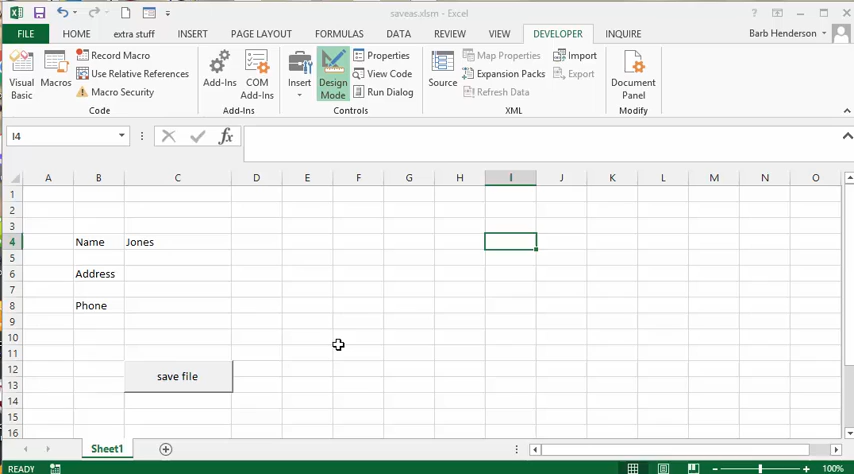 saveas.xlsm - Excel
FILE HOME extra stuff INSERT PAGE LAYOUT FORMULAS DATA REVIEW VIEW DEVELOPER INQUIRE Barb Henderson
Visual Basic
Macros
Record Macro
Use Relative References
Macro Security
Code
Add-Ins
COM Add-Ins
Add-Ins
Insert
Design Mode
Properties
View Code
Run Dialog
Controls
Source
Map Properties
Expansion Packs
Refresh Data
Import
Export
XML
Document Panel
Modify
I4 fx
A B C D E F G H I J K L M N O
1
2
3
4 Name Jones
5
6 Address
7
8 Phone
9
10
11
12 save file
13
14
15
16
Sheet1
READY 100%